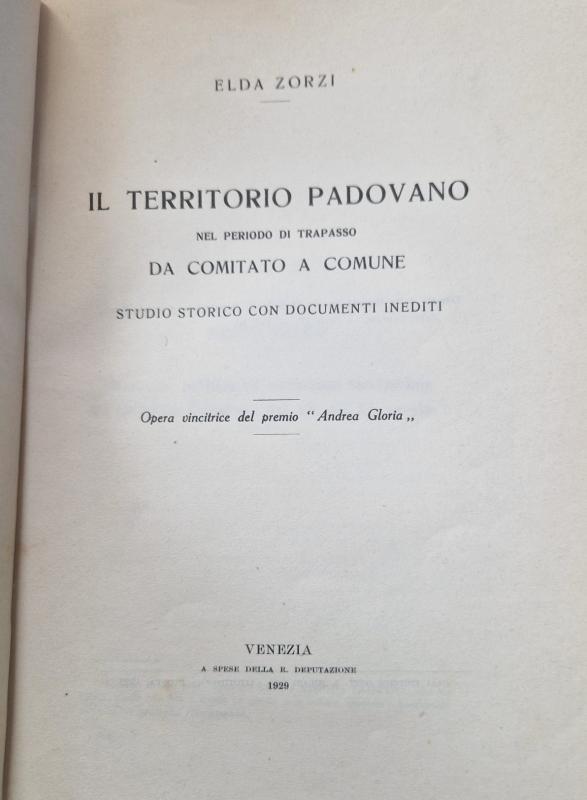 ELDA ZORZI
IL TERRITORIO PADOVANO
NEL PERIODO DI TRAPASSO
DA COMITATO A COMUNE
STUDIO STORICO CON DOCUMENTI INEDITI
Opera vincitrice del premio “ Andrea Gloria „
VENEZIA
A SPESE DELLA R. DEPUTAZIONE
1929